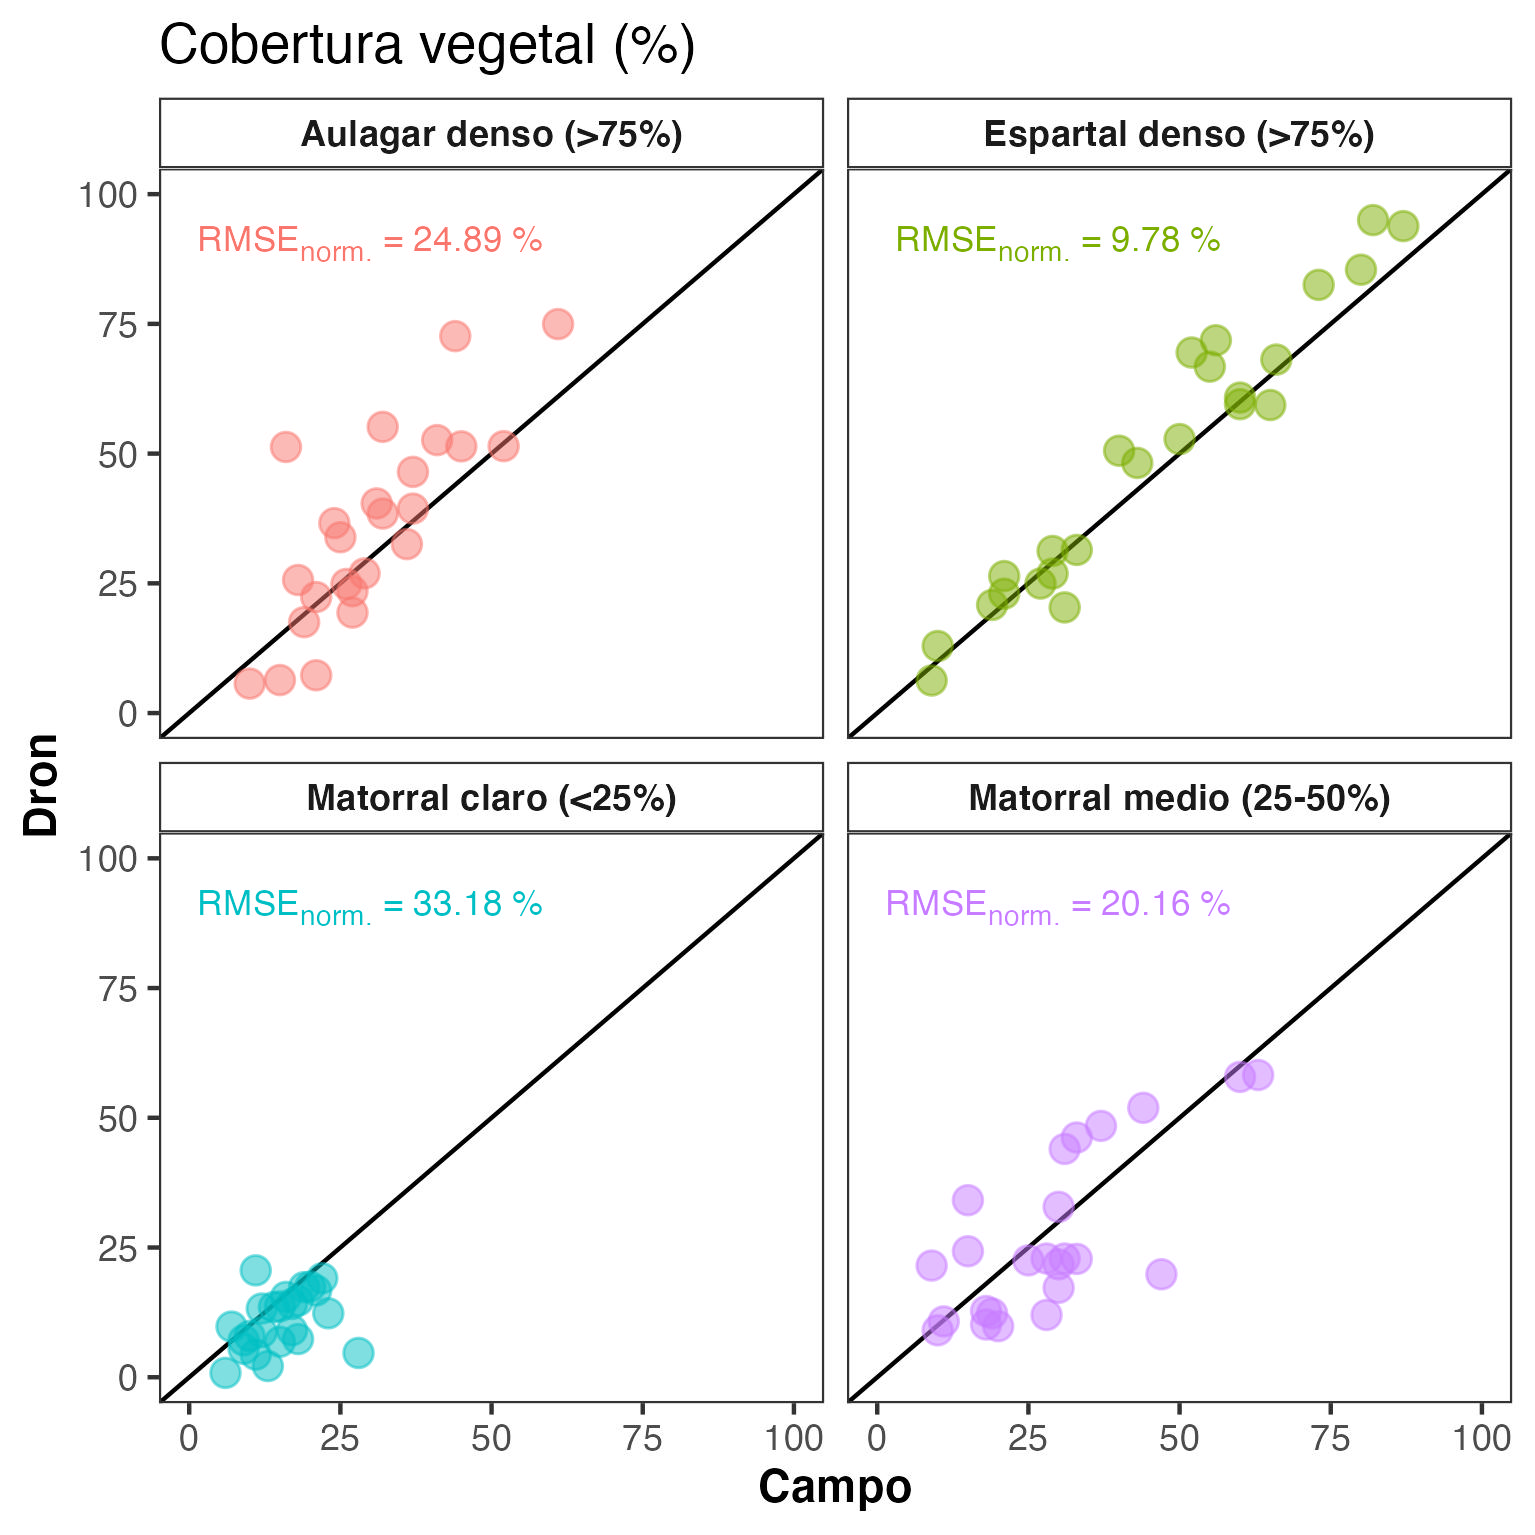 Cobertura vegetal (%)
Aulagar denso (>75%)
Espartal denso (>75%)
100
75
50
25
0
RMSEnorm. = 24.89 %
RMSEnorm. = 9.78 %
Dron
Matorral claro (<25%)
Matorral medio (25-50%)
100
75
50
25
0
RMSEnorm. = 33.18 %
RMSEnorm. = 20.16 %
0 25 50 75 100
0 25 50 75 100
Campo